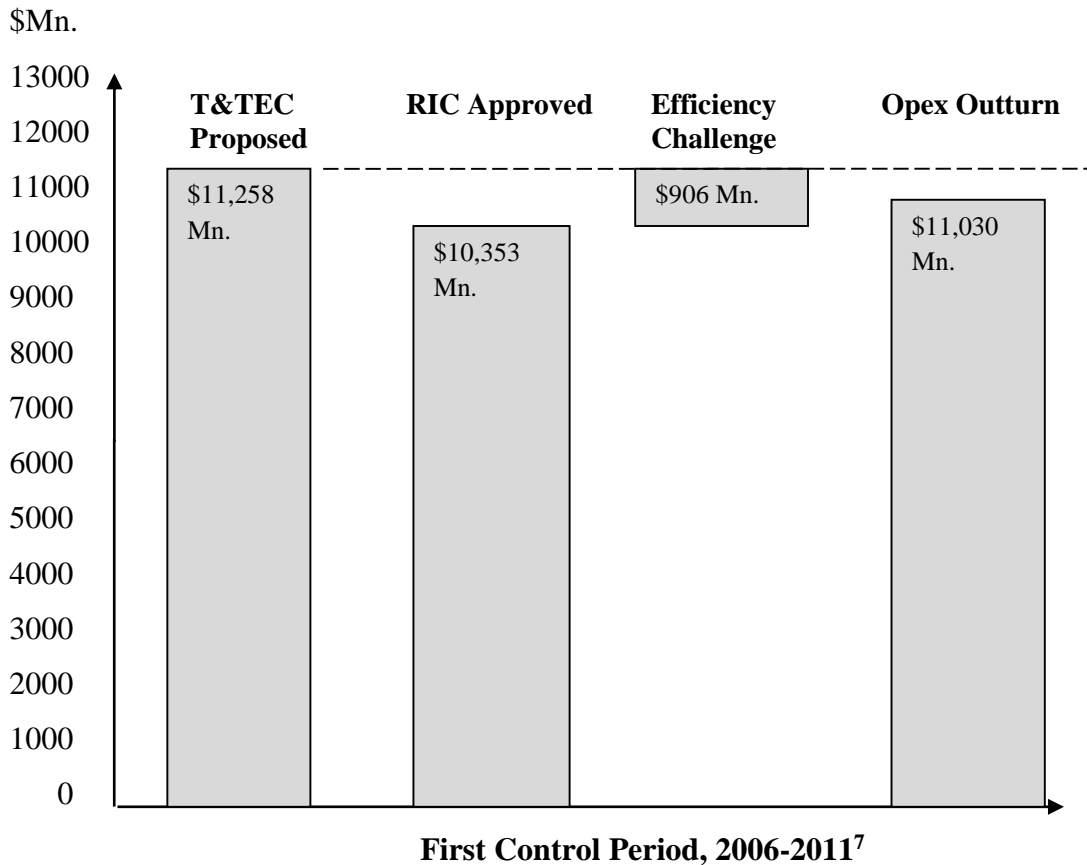 $Mn.
13000
12000
11000
10000
9000
8000
7000
6000
5000
4000
3000
2000
1000
0
T&TEC
Proposed
RIC Approved
Efficiency
Challenge
Opex Outturn
$11,258
Mn.
$10,353
Mn.
$906 Mn.
$11,030
Mn.
First Control Period, 2006-2011⁷